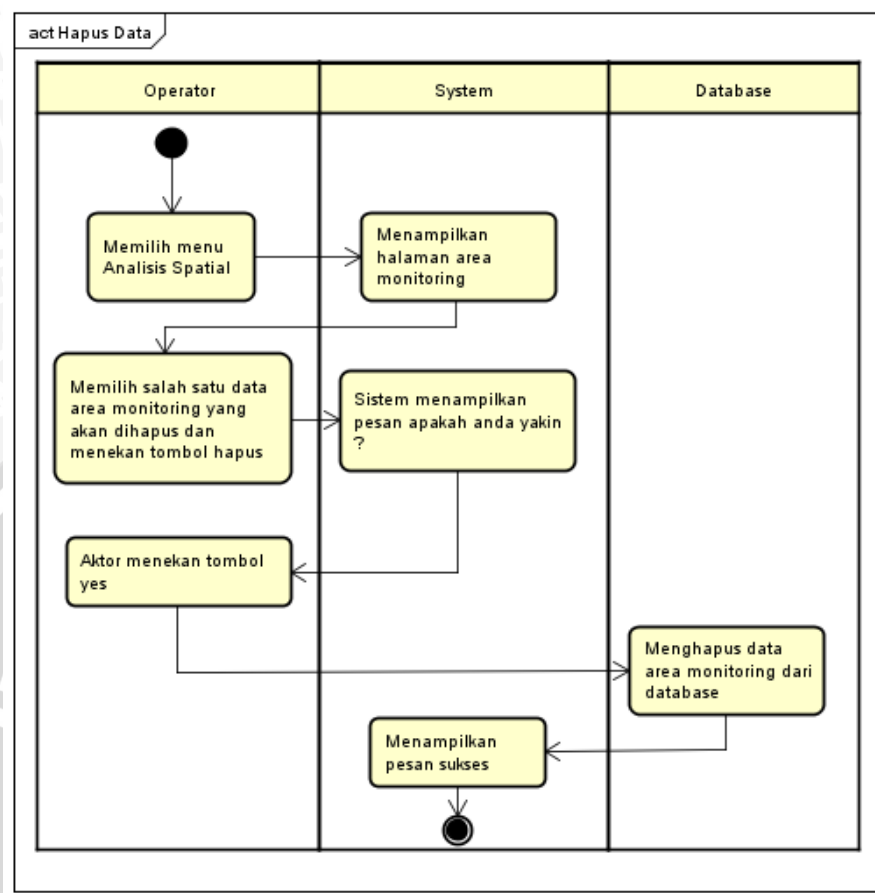 act Hapus Data
Operator
System
Database
Memilih menu
Analisis Spatial
Menampilkan
halaman area
monitoring
Memilih salah satu data
area monitoring yang
akan dihapus dan
menekan tombol hapus
Sistem menampilkan
pesan apakah anda yakin
?
Aktor menekan tombol
yes
Menghapus data
area monitoring dari
database
Menampilkan
pesan sukses